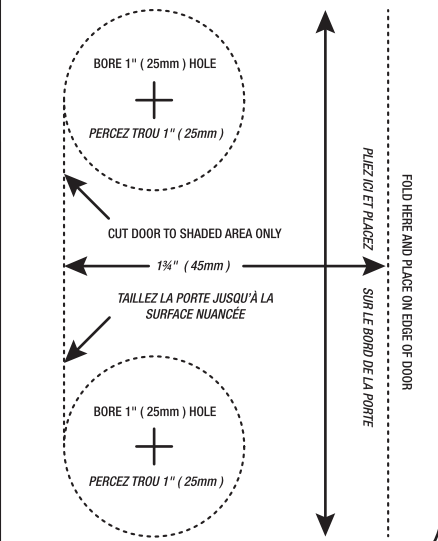 BORE 1" ( 25mm ) HOLE
PERCEZ TROU 1" ( 25mm )
CUT DOOR TO SHADED AREA ONLY
1¾" ( 45mm )
TAILLEZ LA PORTE JUSQU'À LA
SURFACE NUANCÉE
BORE 1" ( 25mm ) HOLE
PERCEZ TROU 1" ( 25mm )
PLIEZ ICI ET PLACEZ SUR LE BORD DE LA PORTE
FOLD HERE AND PLACE ON EDGE OF DOOR